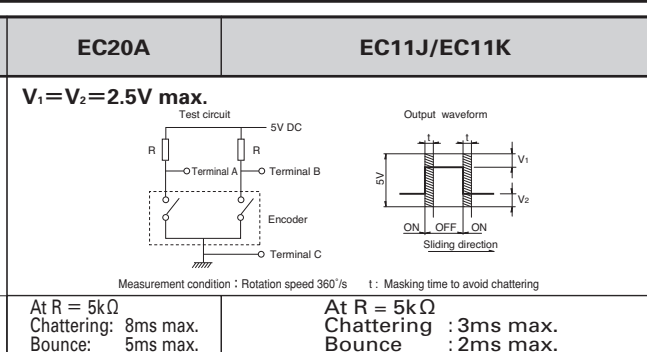 EC20A
EC11J/EC11K
V₁＝V₂＝2.5V max.
Test circuit
5V DC
R
R
Terminal A
Terminal B
Encoder
Terminal C
Output waveform
t
t
V₁
5V
V₂
ON OFF ON
Sliding direction
Measurement condition：Rotation speed 360˚/s t : Masking time to avoid chattering
At R ＝ 5kΩ
Chattering: 8ms max.
Bounce: 5ms max.
At R = 5kΩ
Chattering : 3ms max.
Bounce : 2ms max.